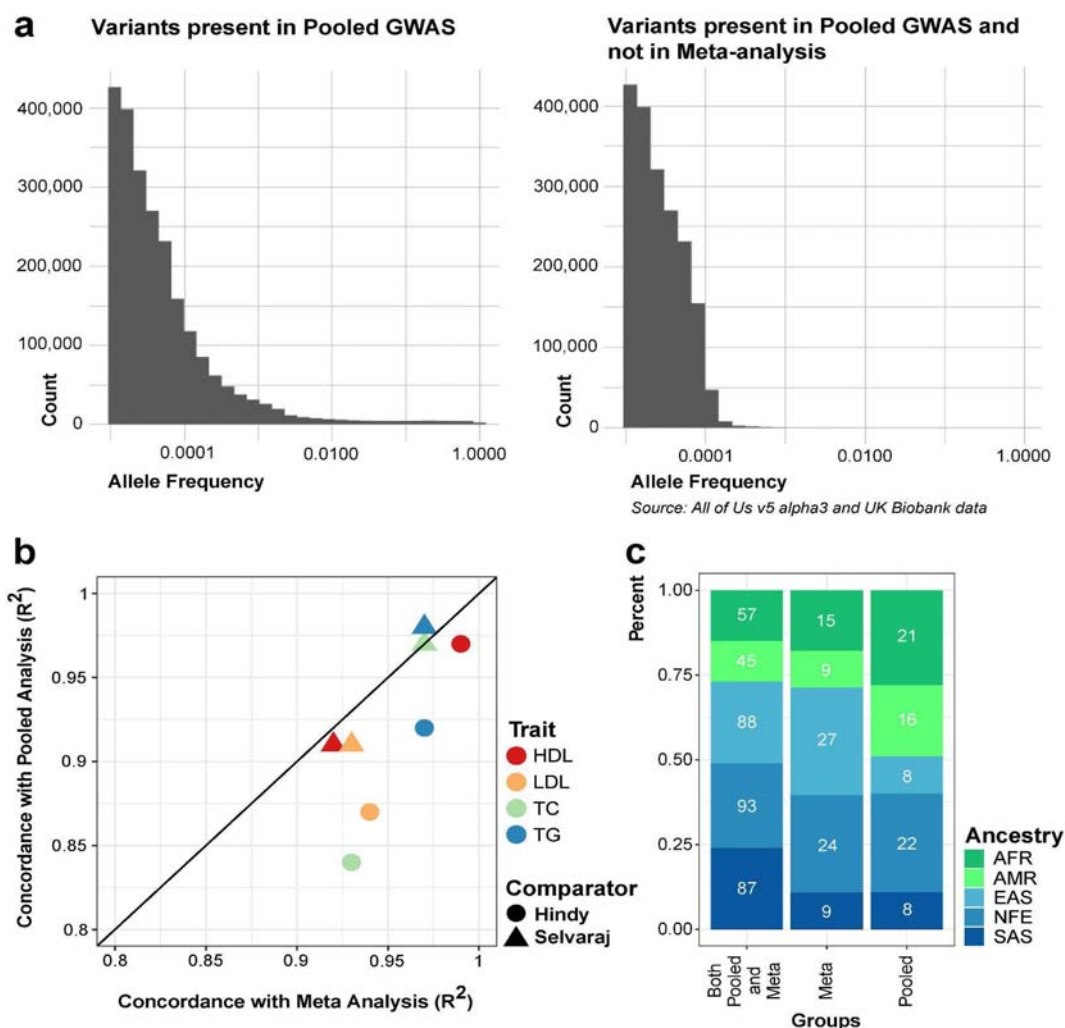 a
Variants present in Pooled GWAS
400,000
300,000
200,000
100,000
0
Count
0.0001
0.0100
1.0000
Allele Frequency
Variants present in Pooled GWAS and
not in Meta-analysis
400,000
300,000
200,000
100,000
0
Count
0.0001
0.0100
1.0000
Allele Frequency
Source: All of Us v5 alpha3 and UK Biobank data
b
Concordance with Pooled Analysis (R²)
1
0.95
0.9
0.85
0.8
0.8
0.85
0.9
0.95
1
Concordance with Meta Analysis (R²)
Trait
HDL
LDL
TC
TG
Comparator
Hindy
Selvaraj
c
Percent
1.00
0.75
0.50
0.25
0.00
57
45
88
93
87
15
9
27
24
9
21
16
8
22
8
Both
Pooled
and
Meta
Meta
Pooled
Groups
Ancestry
AFR
AMR
EAS
NFE
SAS